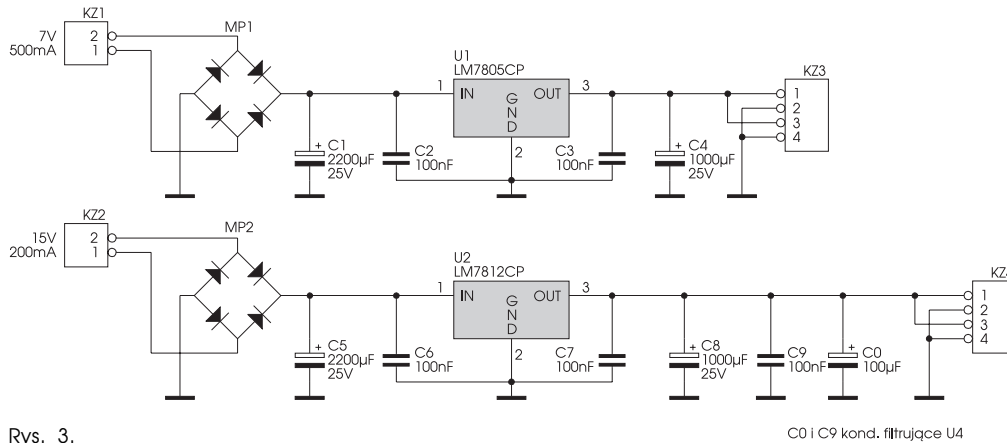 KZ1
7V
500mA
2
1
MP1
U1
LM7805CP
1
IN
GND
OUT
3
2
C1
2200µF
25V
C2
100nF
C3
100nF
C4
1000µF
25V
KZ3
1
2
3
4
KZ2
15V
200mA
2
1
MP2
U2
LM7812CP
1
IN
GND
OUT
3
2
C5
2200µF
25V
C6
100nF
C7
100nF
C8
1000µF
25V
C9
100nF
C0
100µF
1
2
3
4
Rys. 3.
C0 i C9 kond. filtrujące U4